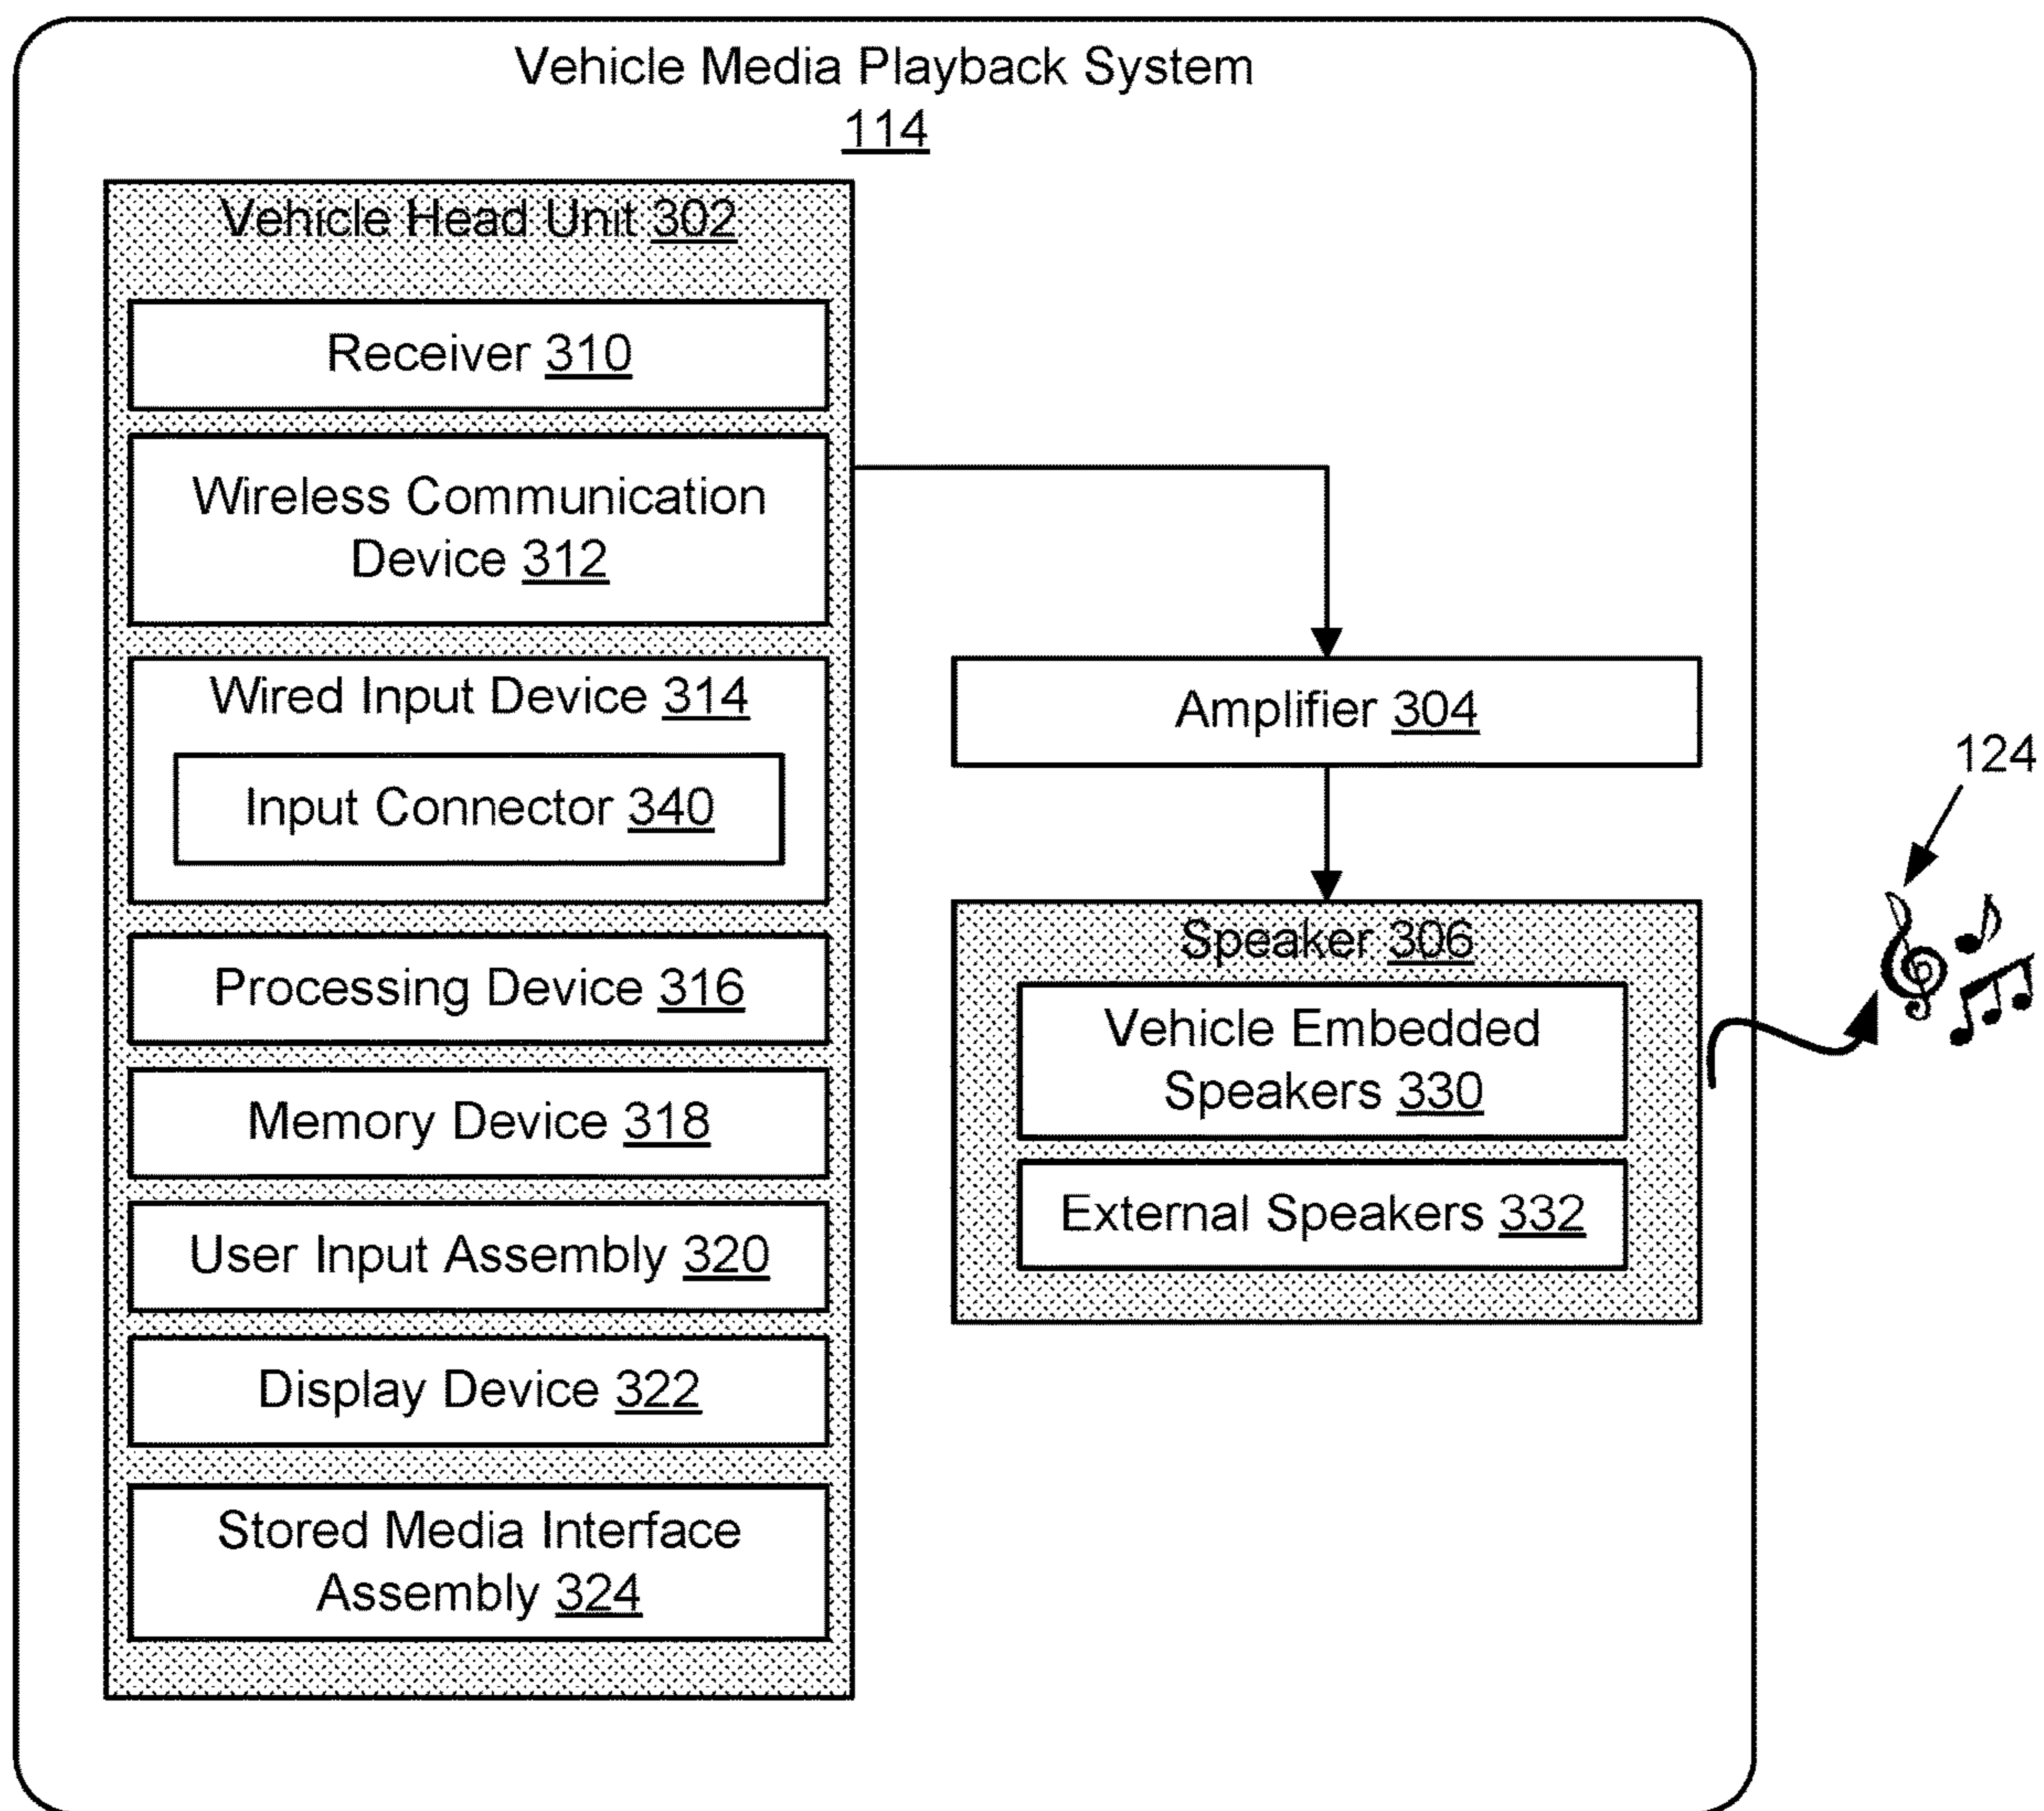 Vehicle Media Playback System
114
Vehicle Head Unit 302
Receiver 310
Wireless Communication
Device 312
Wired Input Device 314
Input Connector 340
Processing Device 316
Memory Device 318
User Input Assembly 320
Display Device 322
Stored Media Interface
Assembly 324
Amplifier 304
Speaker 306
Vehicle Embedded
Speakers 330
External Speakers 332
124